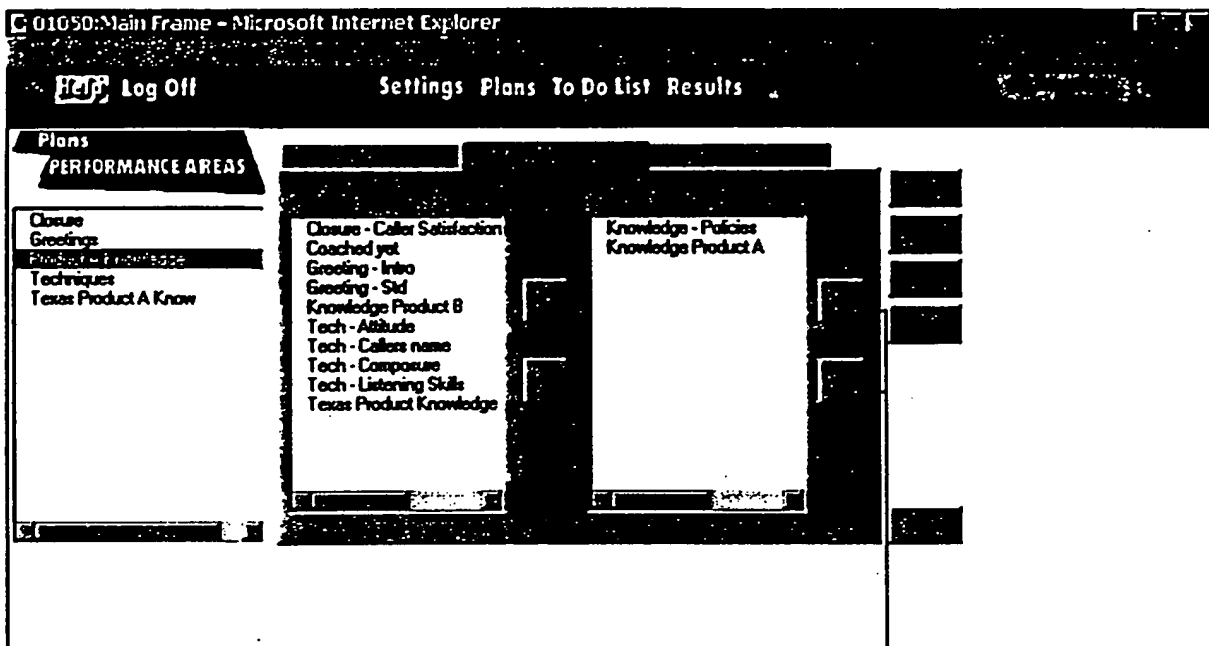 01050:Main Frame - Microsoft Internet Explorer
Help Log Off Settings Plans To Do List Results
Plans
PERFORMANCE AREAS
Closure
Greetings
Product - Knowledge
Techniques
Texas Product A Know
Closure - Caller Satisfaction
Coached yet
Greeting - Intro
Greeting - Std
Knowledge Product B
Tech - Attitude
Tech - Callers name
Tech - Composure
Tech - Listening Skills
Texas Product Knowledge
Knowledge - Policies
Knowledge Product A